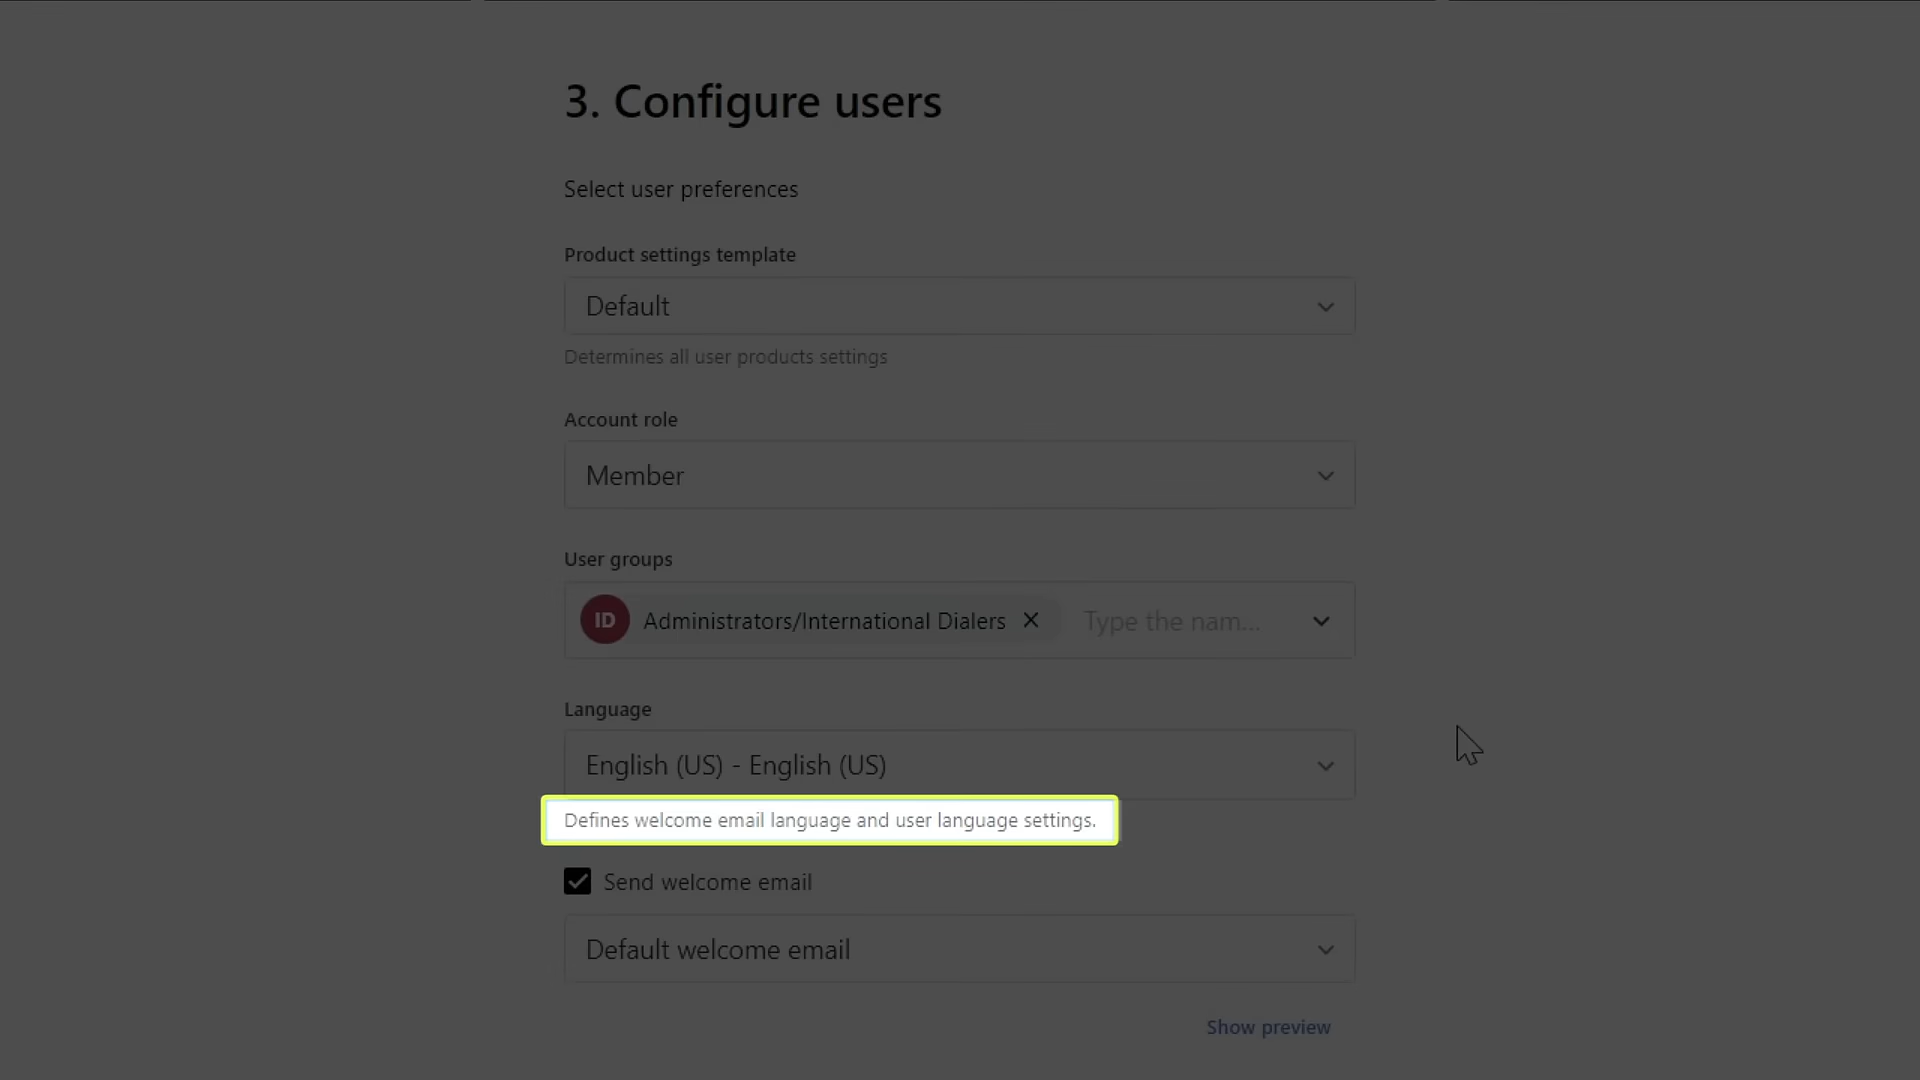 3. Configure users
Select user preferences
Product settings template
Default
Determines all user products settings
Account role
Member
User groups
ID Administrators/International Dialers Type the nam...
Language
English (US) - English (US)
Defines welcome email language and user language settings.
Send welcome email
Default welcome email
Show preview